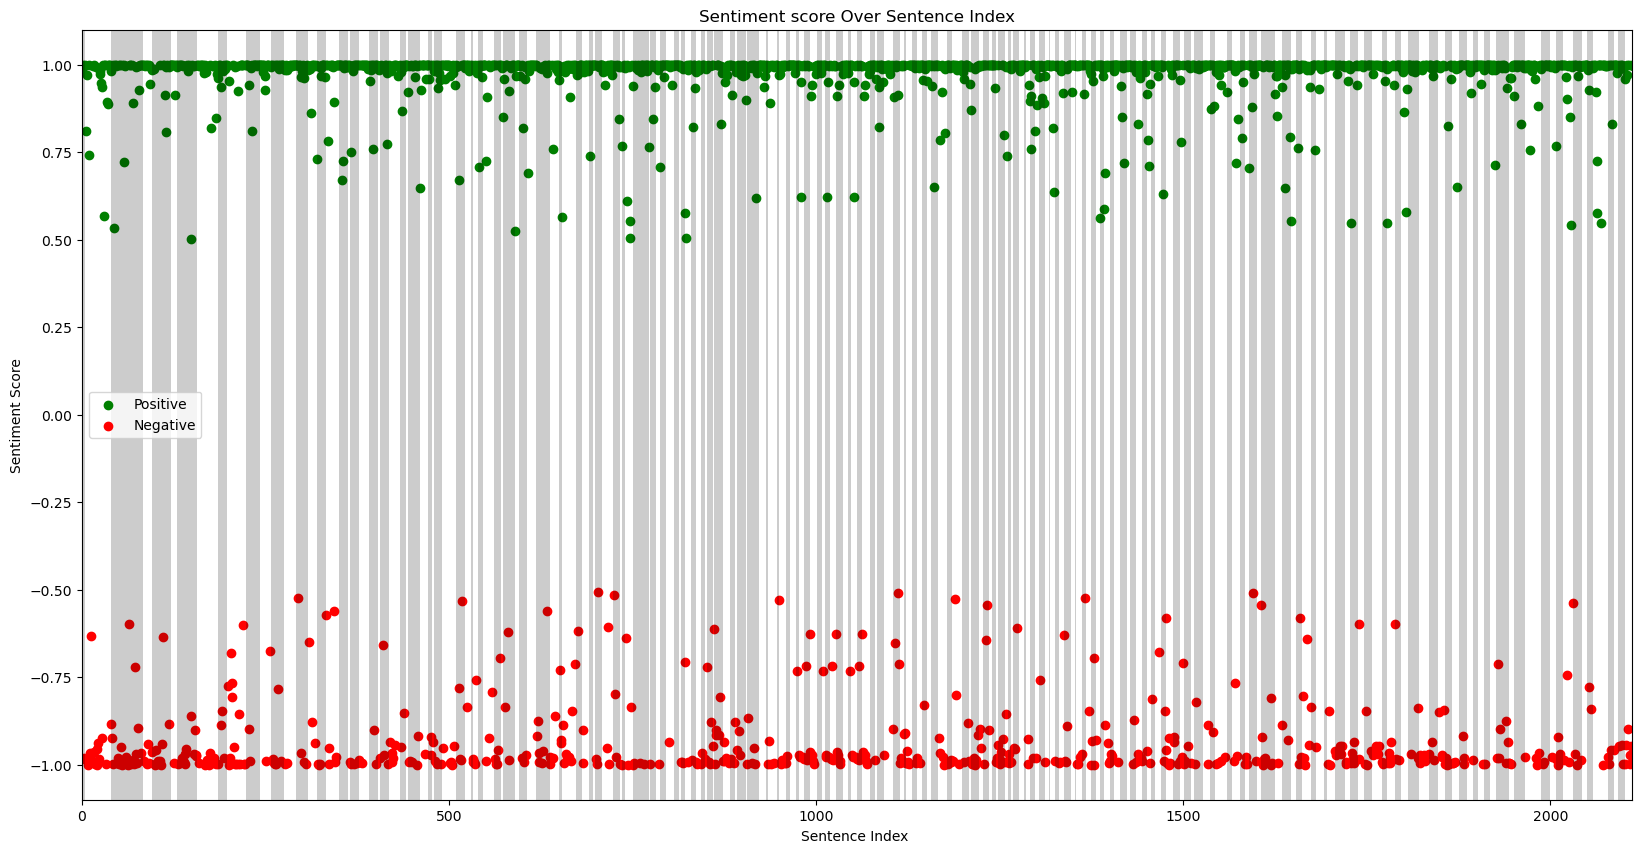 Sentiment score Over Sentence Index
1.00
0.75
0.50
0.25
0.00
−0.25
−0.50
−0.75
−1.00
Sentiment Score
Positive
Negative
0
500
1000
1500
2000
Sentence Index